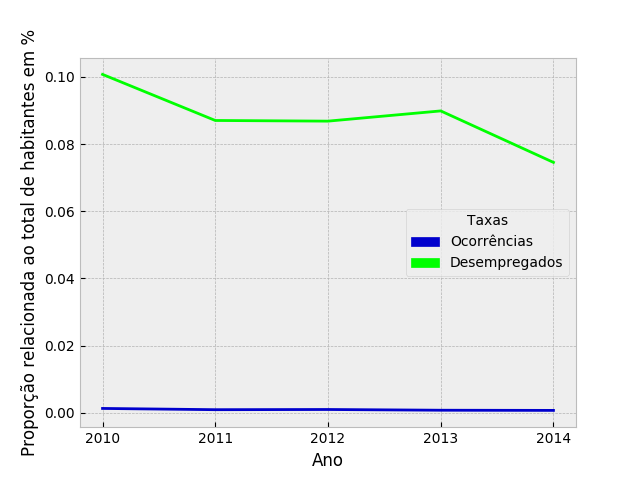 Proporção relacionada ao total de habitantes em %
0.10
0.08
0.06
0.04
0.02
0.00
Taxas
Ocorrências
Desempregados
2010 2011 2012 2013 2014
Ano